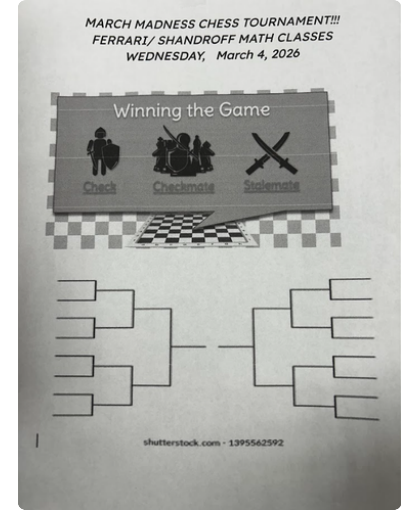 MARCH MADNESS CHESS TOURNAMENT!!!
FERRARI/ SHANDROFF MATH CLASSES
WEDNESDAY, March 4, 2026
Winning the Game
Check Checkmate Stalemate
shutterstock.com · 1395562592